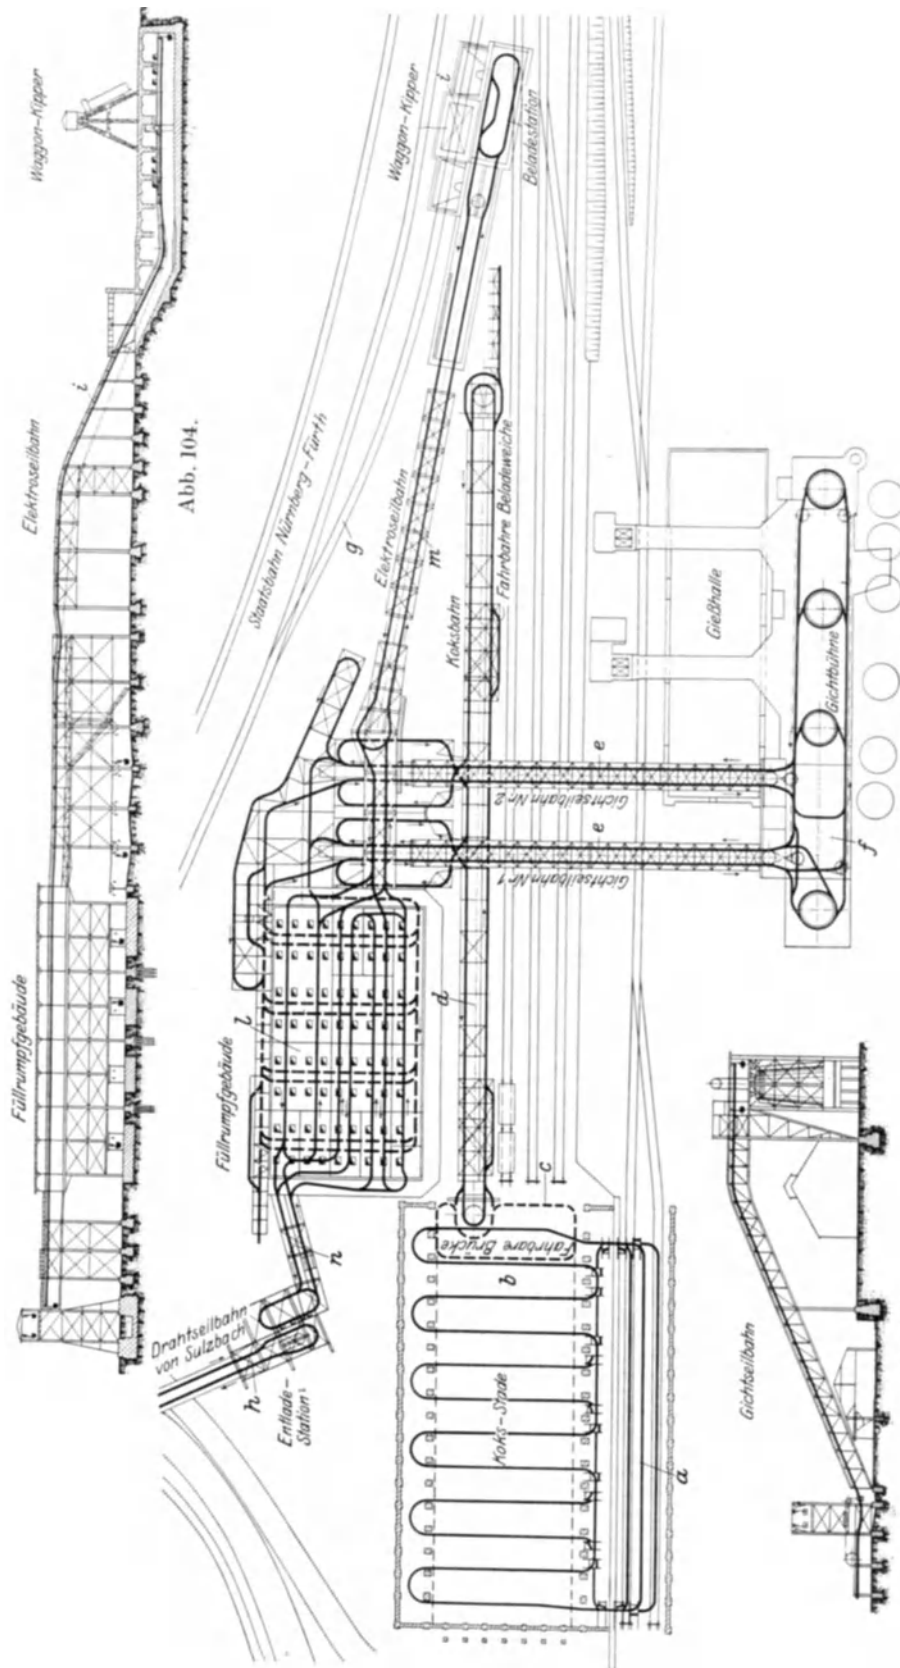 Waggon-Kipper
Elektroseilbahn
i
Füllrumpfgebäude
Abb. 104.
Staatsbahn Nürnberg-Fürth
g
Waggon-Kipper
i
Beladestation
Elektroseilbahn
m
Koksbahn
Fahrbahre Beladeweiche
Füllrumpfgebäude
l
d
n
Drahtseilbahn
von Sulzbach
h
Entlade-
Station
Gichtseilbahn Nr. 2
e
Gichtseilbahn Nr. 1
e
Gießhalle
Gichtbühne
f
c
Fahrbare Brücke
b
Koks-Stade
a
Gichtseilbahn